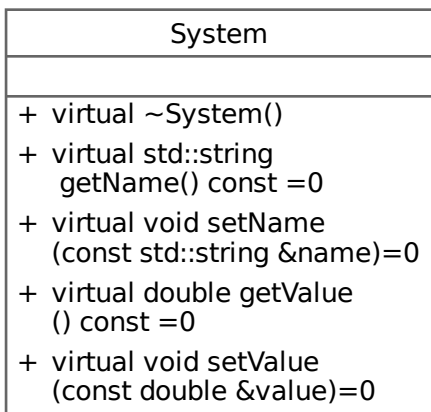 System
+ virtual ~System()
+ virtual std::string
getName() const =0
+ virtual void setName
(const std::string &name)=0
+ virtual double getValue
() const =0
+ virtual void setValue
(const double &value)=0